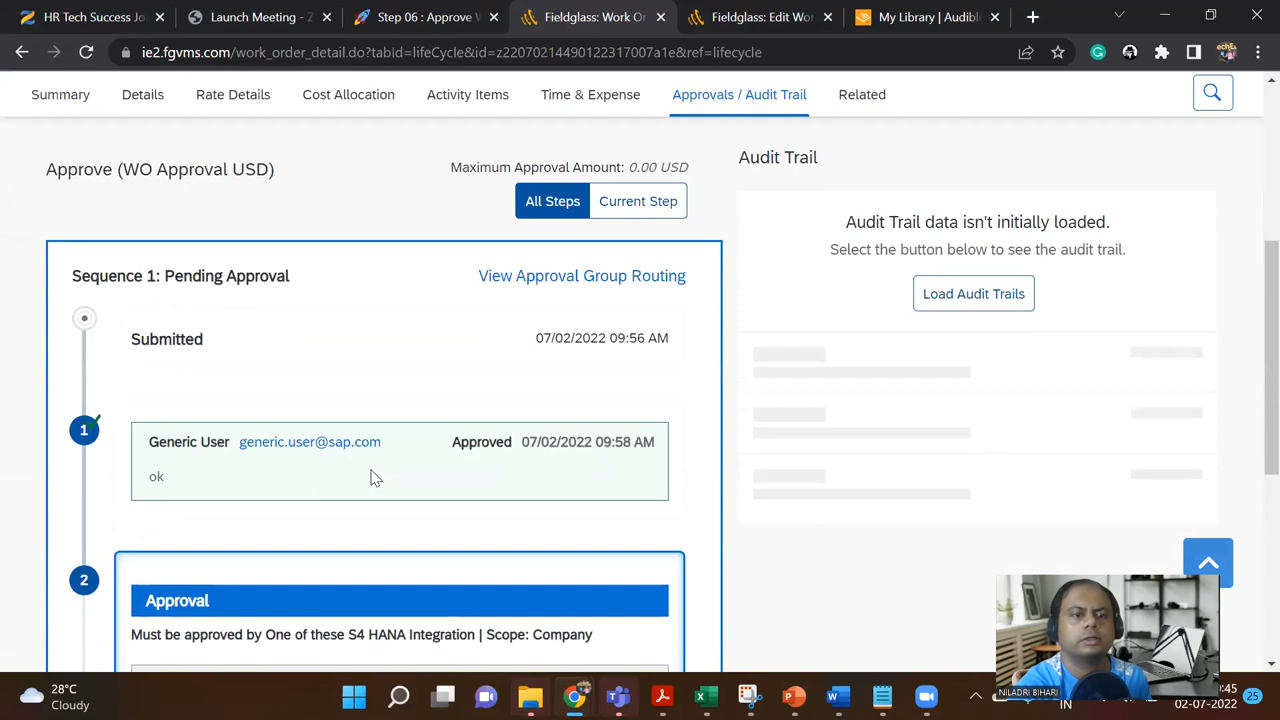 HR Tech Success Jo
Launch Meeting - Z
Step 06 : Approve W
Fieldglass: Work O
Fieldglass: Edit Wo
My Library | Audibl
ie2.fgvms.com/work_order_detail.do?tabId=lifeCycle&id=z22070214490122317007a1e&ref=lifecycle
Summary
Details
Rate Details
Cost Allocation
Activity Items
Time & Expense
Approvals / Audit Trail
Related
Approve (WO Approval USD)
Maximum Approval Amount: 0.00 USD
All Steps
Current Step
Audit Trail
Audit Trail data isn't initially loaded.
Select the button below to see the audit trail.
Load Audit Trails
Sequence 1: Pending Approval
View Approval Group Routing
Submitted
07/02/2022 09:56 AM
1
Generic User generic.user@sap.com Approved 07/02/2022 09:58 AM
ok
2
Approval
Must be approved by One of these S4 HANA Integration | Scope: Company
NILADRI BIHARI
28°C
Cloudy
IN
:45
02-07-2022
25